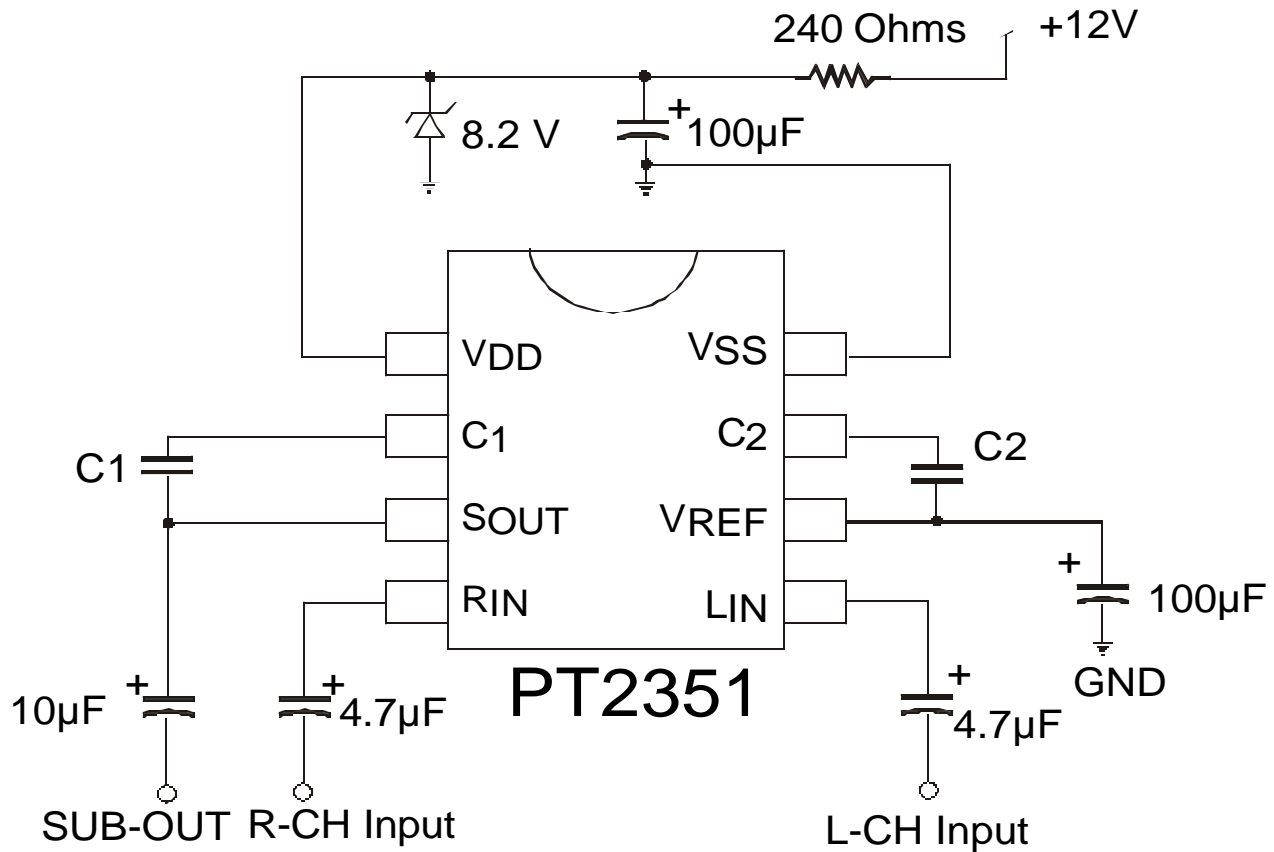 240 Ohms
+12V
8.2 V
+
100µF
VDD
VSS
C1
C2
C1
C2
SOUT
VREF
RIN
LIN
+
100µF
GND
PT2351
+
10µF
+
4.7µF
+
4.7µF
SUB-OUT
R-CH Input
L-CH Input